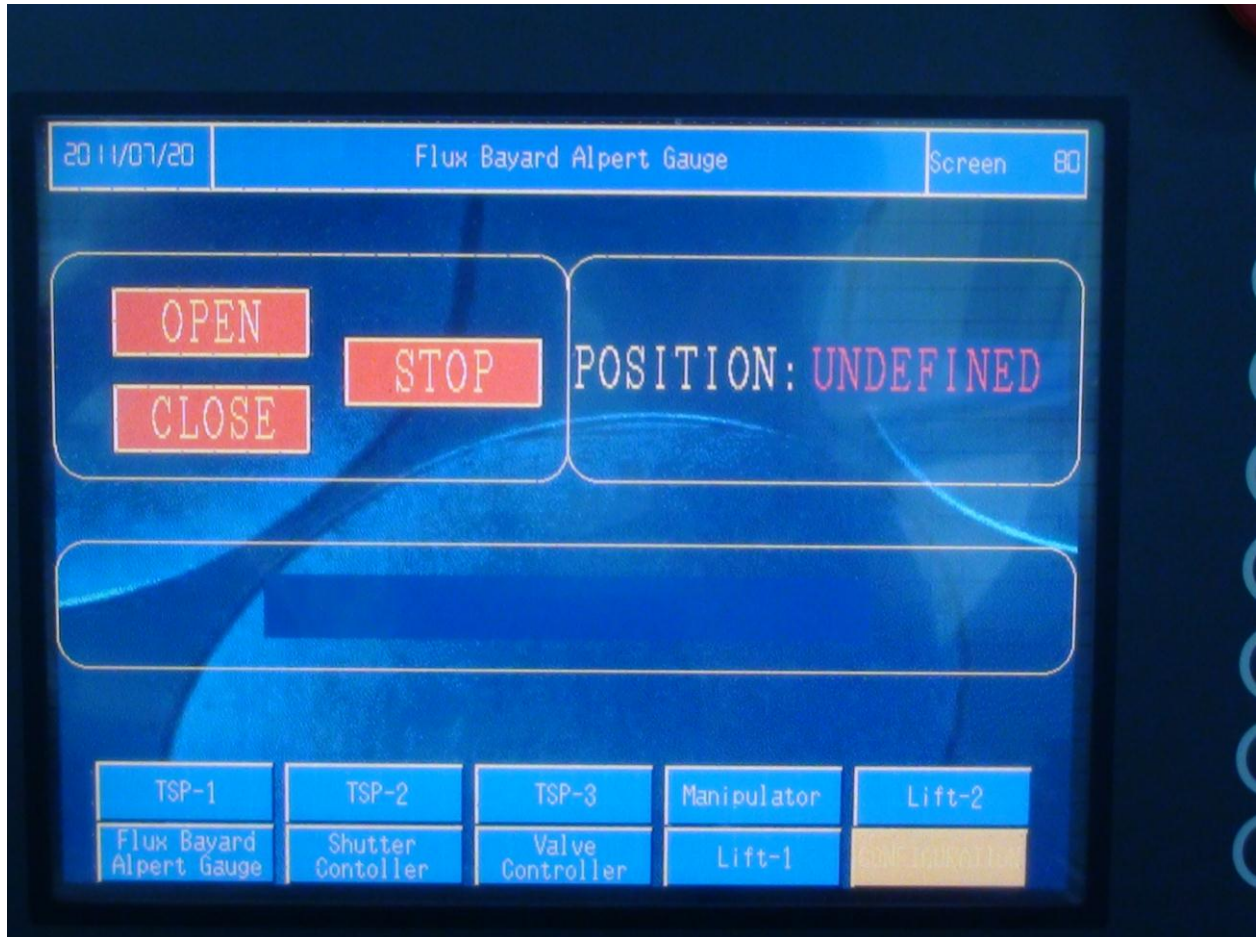 2011/07/20 Flux Bayard Alpert Gauge Screen 80
OPEN
STOP
POSITION: UNDEFINED
CLOSE
TSP-1 TSP-2 TSP-3 Manipulator Lift-2
Flux Bayard Shutter Valve
Alpert Gauge Contoller Controller Lift-1